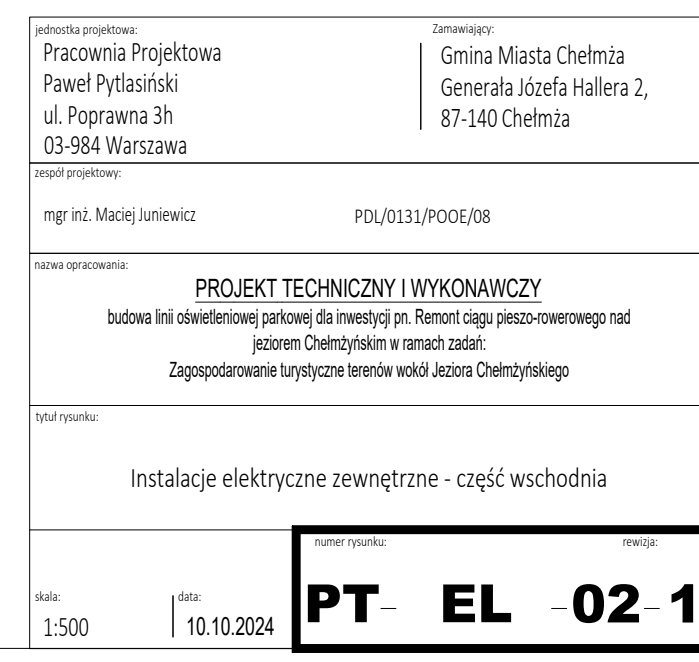 jednostka projektowa:
Pracownia Projektowa
Paweł Pytlasiński
ul. Poprawna 3h
03-984 Warszawa
Zamawiający:
Gmina Miasta Chełmża
Generała Józefa Hallera 2,
87-140 Chełmża
zespół projektowy:
mgr inż. Maciej Juniewicz PDL/0131/POOE/08
nazwa opracowania:
PROJEKT TECHNICZNY I WYKONAWCZY
budowa linii oświetleniowej parkowej dla inwestycji pn. Remont ciągu pieszo-rowerowego nad
jeziorem Chełmżyńskim w ramach zadań:
Zagospodarowanie turystyczne terenów wokół Jeziora Chełmżyńskiego
tytuł rysunku:
Instalacje elektryczne zewnętrzne - część wschodnia
skala:
1:500
data:
10.10.2024
numer rysunku: rewizja:
PT– EL –02–1